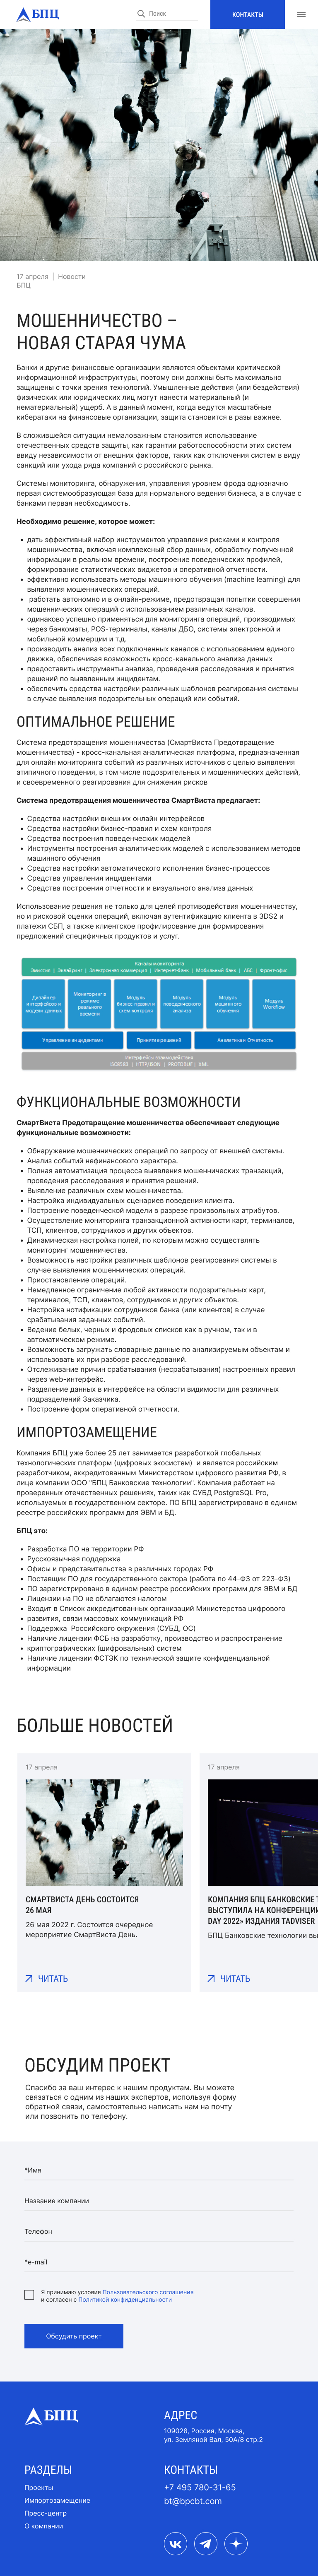 БПЦ
Поиск
КОНТАКТЫ
17 апреля | Новости
БПЦ
МОШЕННИЧЕСТВО –
НОВАЯ СТАРАЯ ЧУМА
Банки и другие финансовые организации являются объектами критической
информационной инфраструктуры, поэтому они должны быть максимально
защищены с точки зрения технологий. Умышленные действия (или бездействия)
физических или юридических лиц могут нанести материальный (и
нематериальный) ущерб. А в данный момент, когда ведутся масштабные
кибератаки на финансовые организации, защита становится в разы важнее.
В сложившейся ситуации немаловажным становится использование
отечественных средств защиты, как гарантии работоспособности этих систем
ввиду независимости от внешних факторов, таких как отключения систем в виду
санкций или ухода ряда компаний с российского рынка.
Системы мониторинга, обнаружения, управления уровнем фрода однозначно
первая системообразующая база для нормального ведения бизнеса, а в случае с
банками первая необходимость.
Необходимо решение, которое может:
• дать эффективный набор инструментов управления рисками и контроля
мошенничества, включая комплексный сбор данных, обработку полученной
информации в реальном времени, построение поведенческих профилей,
формирование статистических виджетов и оперативной отчетности.
• эффективно использовать методы машинного обучения (machine learning) для
выявления мошеннических операций.
• работать автономно и в онлайн-режиме, предотвращая попытки совершения
мошеннических операций с использованием различных каналов.
• одинаково успешно применяться для мониторинга операций, производимых
через банкоматы, POS-терминалы, каналы ДБО, системы электронной и
мобильной коммерции и т.д.
• производить анализ всех подключенных каналов с использованием единого
движка, обеспечивая возможность кросс-канального анализа данных
• предоставить инструменты анализа, проведения расследования и принятия
решений по выявленным инцидентам.
• обеспечить средства настройки различных шаблонов реагирования системы
в случае выявления подозрительных операций или событий.
ОПТИМАЛЬНОЕ РЕШЕНИЕ
Система предотвращения мошенничества (СмартВиста Предотвращение
мошенничества) - кросс-канальная аналитическая платформа, предназначенная
для онлайн мониторинга событий из различных источников с целью выявления
атипичного поведения, в том числе подозрительных и мошеннических действий,
и своевременного реагирования для снижения рисков
Система предотвращения мошенничества СмартВиста предлагает:
• Средства настройки внешних онлайн интерфейсов
• Средства настройки бизнес-правил и схем контроля
• Средства построения поведенческих моделей
• Инструменты построения аналитических моделей с использованием методов
машинного обучения
• Средства настройки автоматического исполнения бизнес-процессов
• Средства управления инцидентами
• Средства построения отчетности и визуального анализа данных
Использование решения не только для целей противодействия мошенничеству,
но и рисковой оценки операций, включая аутентификационный момента в 3DS2 и
платежи СБП, а также клиентское профилирование для формирования
предложений специфичных продуктов и услуг.
Каналы мониторинга
Эмиссия | Эквайринг | Электронная коммерция | Интернет-банк | Мобильный банк | АБС | Фронт-офис
Дизайнер интерфейсов и модели данных
Мониторинг в режиме реального времени
Модуль бизнес-правил и схем контроля
Модуль поведенческого анализа
Модуль машинного обучения
Модуль Workflow
Управление инцидентами
Принятие решений
Аналитика и Отчетность
Интерфейсы взаимодействия
ISO8583 | HTTP/JSON | PROTOBUF | XML
ФУНКЦИОНАЛЬНЫЕ ВОЗМОЖНОСТИ
СмартВиста Предотвращение мошенничества обеспечивает следующие
функциональные возможности:
• Обнаружение мошеннических операций по запросу от внешней системы.
• Анализ событий нефинансового характера.
• Полная автоматизация процесса выявления мошеннических транзакций,
проведения расследования и принятия решений.
• Выявление различных схем мошенничества.
• Настройка индивидуальных сценариев поведения клиента.
• Построение поведенческой модели в разрезе произвольных атрибутов.
• Осуществление мониторинга транзакционной активности карт, терминалов,
ТСП, клиентов, сотрудников и других объектов.
• Динамическая настройка полей, по которым можно осуществлять
мониторинг мошенничества.
• Возможность настройки различных шаблонов реагирования системы в
случае выявления мошеннических операций.
• Приостановление операций.
• Немедленное ограничение любой активности подозрительных карт,
терминалов, ТСП, клиентов, сотрудников и других объектов.
• Настройка нотификации сотрудников банка (или клиентов) в случае
срабатывания заданных событий.
• Ведение белых, черных и фродовых списков как в ручном, так и в
автоматическом режиме.
• Возможность загружать словарные данные по анализируемым объектам и
использовать их при разборе расследований.
• Отслеживание причин срабатывания (несрабатывания) настроенных правил
через web-интерфейс.
• Разделение данных в интерфейсе на области видимости для различных
подразделений Заказчика.
• Построение форм оперативной отчетности.
ИМПОРТОЗАМЕЩЕНИЕ
Компания БПЦ уже более 25 лет занимается разработкой глобальных
технологических платформ (цифровых экосистем) и является российским
разработчиком, аккредитованным Министерством цифрового развития РФ, в
лице компании ООО "БПЦ Банковские технологии". Компания работает на
проверенных отечественных решениях, таких как СУБД PostgreSQL Pro,
используемых в государственном секторе. ПО БПЦ зарегистрировано в едином
реестре российских программ для ЭВМ и БД.
БПЦ это:
• Разработка ПО на территории РФ
• Русскоязычная поддержка
• Офисы и представительства в различных городах РФ
• Поставщик ПО для государственного сектора (работа по 44-ФЗ от 223-ФЗ)
• ПО зарегистрированно в едином реестре российских программ для ЭВМ и БД
• Лицензии на ПО не облагаются налогом
• Входит в Список аккредитованных организаций Министерства цифрового
• развития, связи массовых коммуникаций РФ
• Поддержка Российского окружения (СУБД, ОС)
• Наличие лицензии ФСБ на разработку, производство и распространение
• криптографических (шифровальных) систем
• Наличие лицензии ФСТЭК по технической защите конфиденциальной
информации
БОЛЬШЕ НОВОСТЕЙ
17 апреля
СМАРТВИСТА ДЕНЬ СОСТОИТСЯ
26 МАЯ
26 мая 2022 г. Состоится очередное
мероприятие СмартВиста День.
ЧИТАТЬ
17 апреля
КОМПАНИЯ БПЦ БАНКОВСКИЕ Т
ВЫСТУПИЛА НА КОНФЕРЕНЦИИ
DAY 2022» ИЗДАНИЯ TADVISER
БПЦ Банковские технологии вы
ЧИТАТЬ
ОБСУДИМ ПРОЕКТ
Спасибо за ваш интерес к нашим продуктам. Вы можете
связаться с одним из наших экспертов, используя форму
обратной связи, самостоятельно написать нам на почту
или позвонить по телефону.
*Имя
Название компании
Телефон
*e-mail
Я принимаю условия Пользовательского соглашения
и согласен с Политикой конфиденциальности
Обсудить проект
БПЦ
АДРЕС
109028, Россия, Москва,
ул. Земляной Вал, 50А/8 стр.2
РАЗДЕЛЫ
Проекты
Импортозамещение
Пресс-центр
О компании
КОНТАКТЫ
+7 495 780-31-65
bt@bpcbt.com